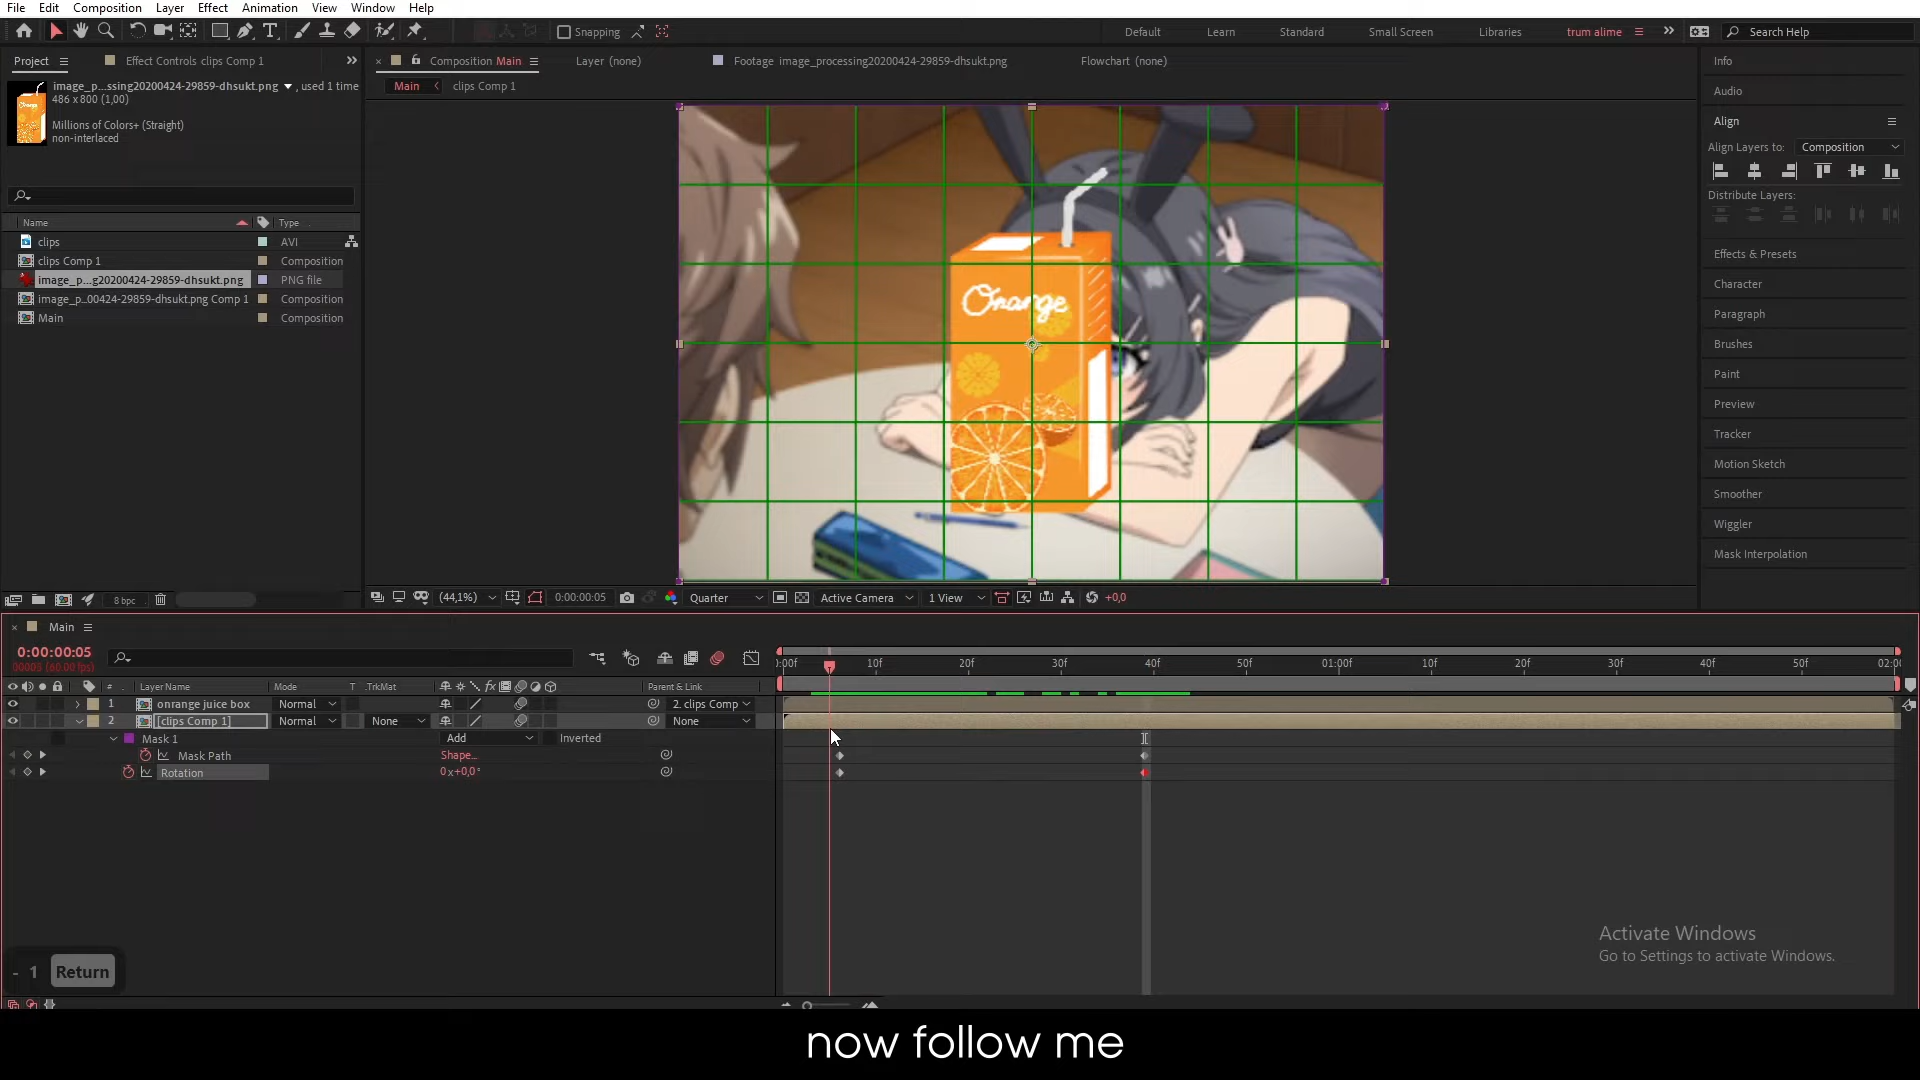 File Edit Composition Layer Effect Animation View Window Help
Snapping Default Learn Standard Small Screen Libraries trum alime Search Help
Project Effect Controls clips Comp 1 Composition Main Layer (none) Footage image_processing20200424-29859-dhsukt.png Flowchart (none)
Main clips Comp 1
image_p...ssing20200424-29859-dhsukt.png , used 1 time
486 x 800 (1,00)
Millions of Colors+ (Straight)
non-interlaced
Name Type
clips AVI
clips Comp 1 Composition
image_p...g20200424-29859-dhsukt.png PNG file
image_p...00424-29859-dhsukt.png Comp 1 Composition
Main Composition
Orange
Info
Audio
Align
Align Layers to: Composition
Distribute Layers:
Effects & Presets
Character
Paragraph
Brushes
Paint
Preview
Tracker
Motion Sketch
Smoother
Wiggler
Mask Interpolation
8 bpc (44,1%) 0:00:00:05 Quarter Active Camera 1 View +0,0
Main
0:00:00:05
00005 (60.00 fps)
:00f 10f 20f 30f 40f 50f 01:00f 10f 20f 30f 40f 50f 02:00
# Layer Name Mode T .TrkMat Parent & Link
1 onrange juice box Normal 2. clips Comp
2 [clips Comp 1] Normal None None
Mask 1 Add Inverted
Mask Path Shape...
Rotation 0x+0,0°
- 1 Return
Activate Windows
Go to Settings to activate Windows.
now follow me